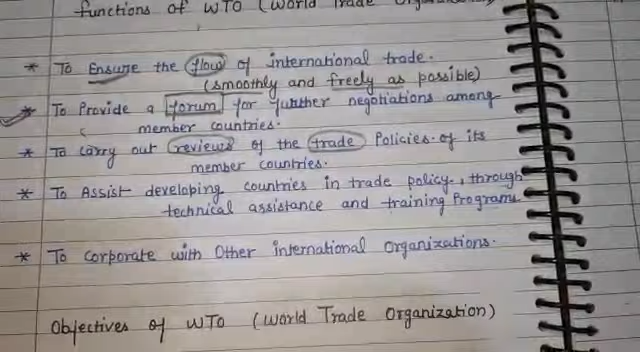 functions of WTO (World Trade Organization)
* To Ensure the flow of international trade.
(smoothly and freely as possible)
* To Provide a forum for further negotiations among
member countries.
* To carry out reviews of the trade Policies of its
member countries.
* To Assist developing countries in trade policy, through
technical assistance and training Programs
* To Corporate with Other international Organizations.
Objectives of WTO (World Trade Organization)